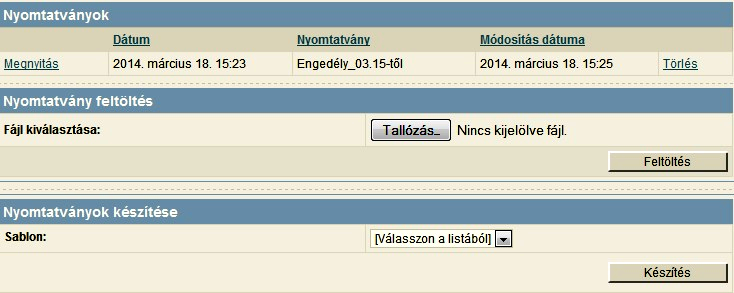 Nyomtatványok
Dátum Nyomtatvány Módosítás dátuma
Megnvitás 2014. március 18. 15:23 Engedély_03.15-től 2014. március 18. 15:25 Törlés
Nyomtatvány feltöltés
Fájl kiválasztása: Tallózás... Nincs kijelölve fájl.
Feltöltés
Nyomtatványok készítése
Sablon: [Válasszon a listából]
Készítés